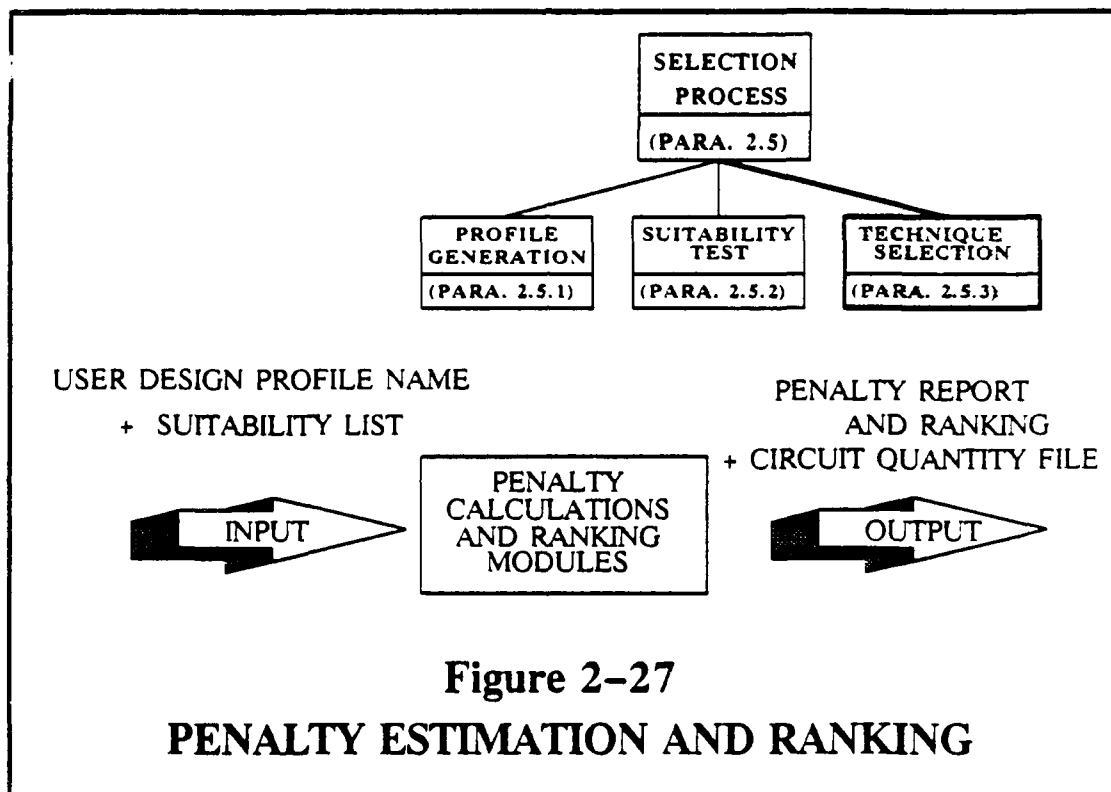 SELECTION
PROCESS
(PARA. 2.5)
PROFILE
GENERATION
(PARA. 2.5.1)
SUITABILITY
TEST
(PARA. 2.5.2)
TECHNIQUE
SELECTION
(PARA. 2.5.3)
USER DESIGN PROFILE NAME
+ SUITABILITY LIST
INPUT
PENALTY
CALCULATIONS
AND RANKING
MODULES
PENALTY REPORT
AND RANKING
+ CIRCUIT QUANTITY FILE
OUTPUT
Figure 2-27
PENALTY ESTIMATION AND RANKING